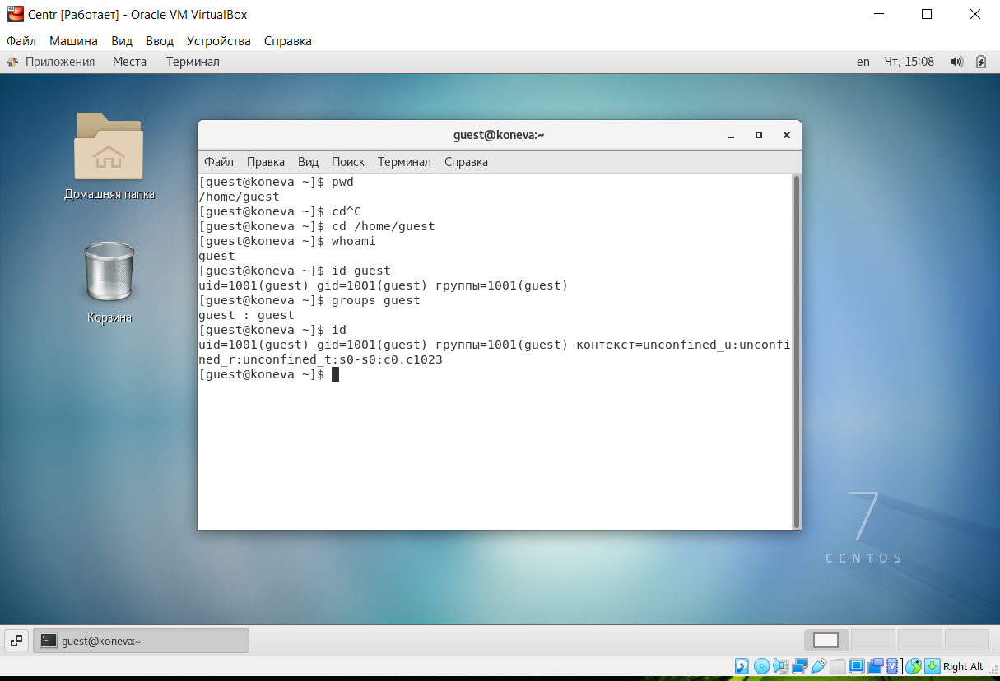 Centr [Работает] - Oracle VM VirtualBox
Файл Машина Вид Ввод Устройства Справка
Приложения Места Терминал en Чт, 15:08
Домашняя папка
Корзина
guest@koneva:~
Файл Правка Вид Поиск Терминал Справка
[guest@koneva ~]$ pwd
/home/guest
[guest@koneva ~]$ cd^C
[guest@koneva ~]$ cd /home/guest
[guest@koneva ~]$ whoami
guest
[guest@koneva ~]$ id guest
uid=1001(guest) gid=1001(guest) группы=1001(guest)
[guest@koneva ~]$ groups guest
guest : guest
[guest@koneva ~]$ id
uid=1001(guest) gid=1001(guest) группы=1001(guest) контекст=unconfined_u:unconfi
ned_r:unconfined_t:s0-s0:c0.c1023
[guest@koneva ~]$
7
CENTOS
guest@koneva:~
Right Alt